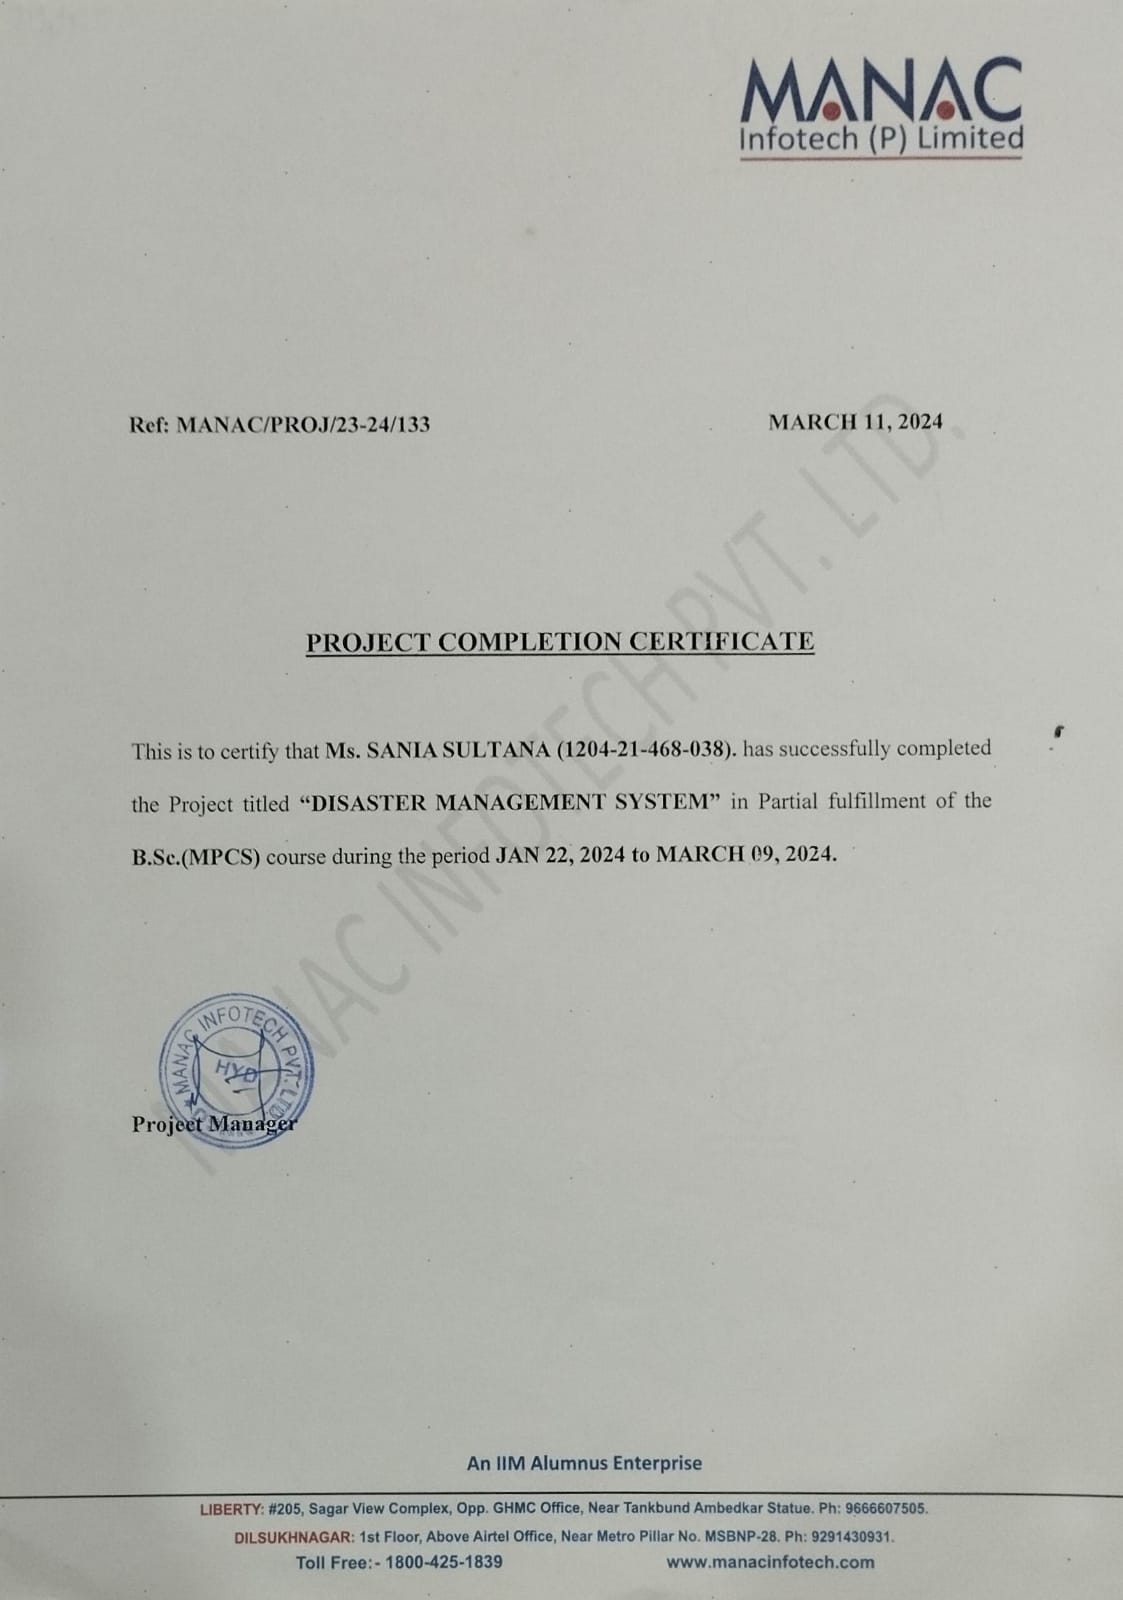 MANAC
Infotech (P) Limited
Ref: MANAC/PROJ/23-24/133
MARCH 11, 2024
MANAC INFOTECH PVT. LTD.
PROJECT COMPLETION CERTIFICATE
This is to certify that Ms. SANIA SULTANA (1204-21-468-038). has successfully completed
the Project titled “DISASTER MANAGEMENT SYSTEM” in Partial fulfillment of the
B.Sc.(MPCS) course during the period JAN 22, 2024 to MARCH 09, 2024.
MANAC INFOTECH PVT. LTD.
HYD
Project Manager
An IIM Alumnus Enterprise
LIBERTY: #205, Sagar View Complex, Opp. GHMC Office, Near Tankbund Ambedkar Statue. Ph: 9666607505.
DILSUKHNAGAR: 1st Floor, Above Airtel Office, Near Metro Pillar No. MSBNP-28. Ph: 9291430931.
Toll Free:- 1800-425-1839
www.manacinfotech.com